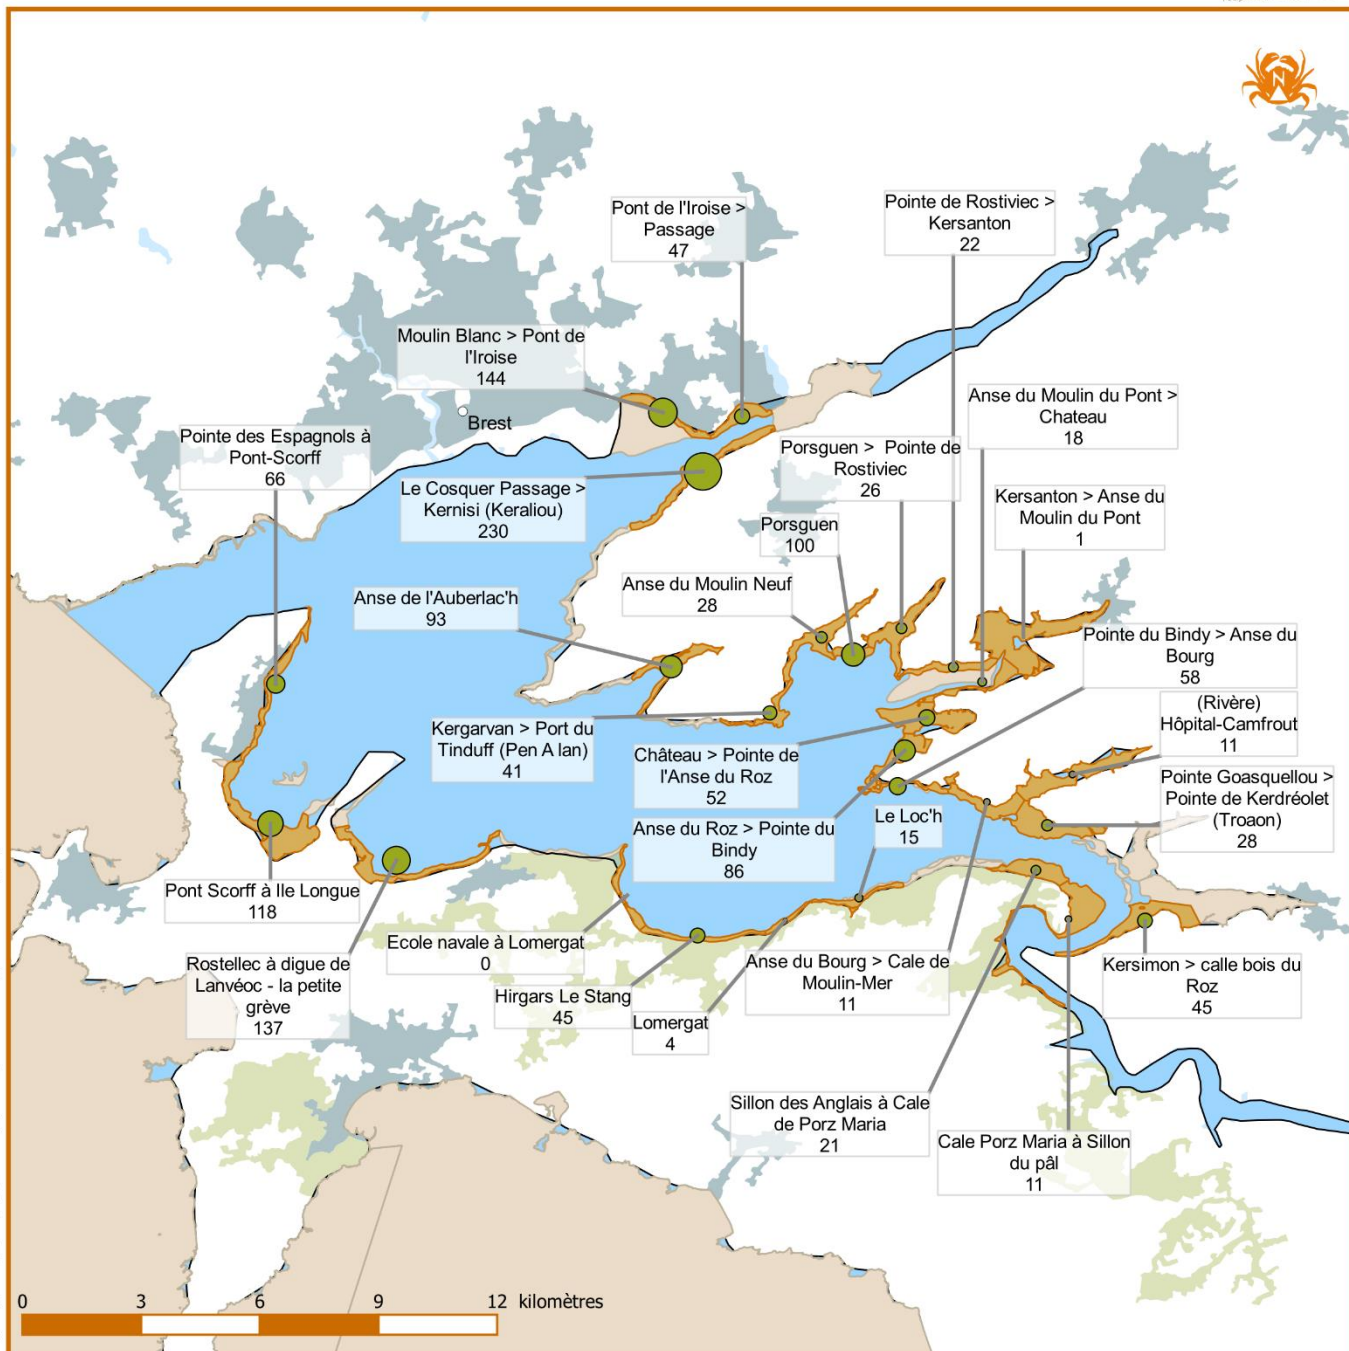 N
Pont de l'Iroise >
Passage
47
Pointe de Rostiviec >
Kersanton
22
Moulin Blanc > Pont de
l'Iroise
144
Brest
Anse du Moulin du Pont >
Chateau
18
Pointe des Espagnols à
Pont-Scorff
66
Porsguen > Pointe de
Rostiviec
26
Le Cosquer Passage >
Kernisi (Keraliou)
230
Kersanton > Anse du
Moulin du Pont
1
Porsguen
100
Anse du Moulin Neuf
28
Anse de l'Auberlac'h
93
Pointe du Bindy > Anse du
Bourg
58
(Rivère)
Hôpital-Camfrout
11
Kergarvan > Port du
Tinduff (Pen A lan)
41
Château > Pointe de
l'Anse du Roz
52
Pointe Goasquellou >
Pointe de Kerdréolet
(Troaon)
28
Le Loc'h
15
Anse du Roz > Pointe du
Bindy
86
Pont Scorff à Ile Longue
118
Ecole navale à Lomergat
0
Rostellec à digue de
Lanvéoc - la petite
grève
137
Hirgars Le Stang
45
Lomergat
4
Anse du Bourg > Cale de
Moulin-Mer
11
Kersimon > calle bois du
Roz
45
Sillon des Anglais à Cale
de Porz Maria
21
Cale Porz Maria à Sillon
du pâl
11
0 3 6 9 12 kilomètres